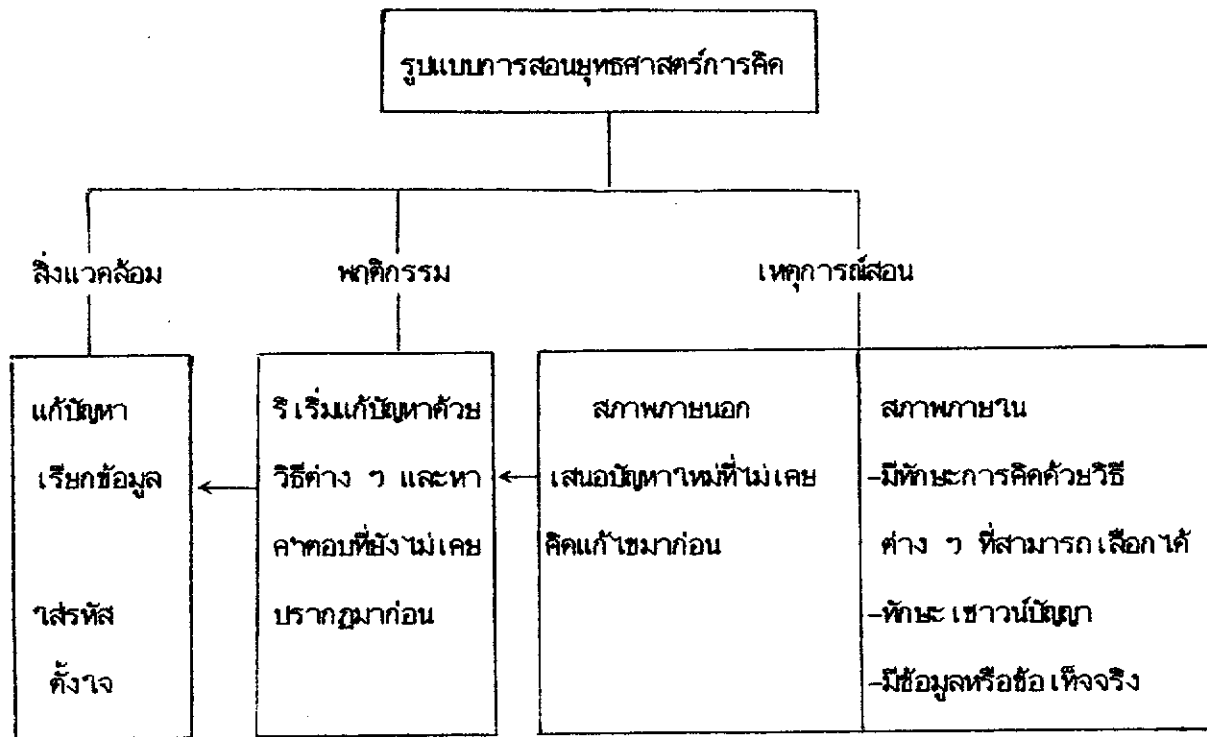 รูปแบบการสอนยุทธศาสตร์การคิด
สิ่งแวดล้อม
พฤติกรรม
เหตุการณ์สอน
แก้ปัญหา
เรียกข้อมูล
ใส่รหัส
ตั้งใจ
ริเริ่มแก้ปัญหาด้วย
วิธีต่าง ๆ และหา
คำตอบที่ยังไม่เคย
ปรากฏมาก่อน
สภาพภายนอก
เสนอปัญหาใหม่ที่ไม่เคย
คิดแก้ไขมาก่อน
สภาพภายใน
-มีทักษะการคิดด้วยวิธี
ต่าง ๆ ที่สามารถเลือกได้
-ทักษะเชาวน์ปัญญา
-มีข้อมูลหรือข้อเท็จจริง